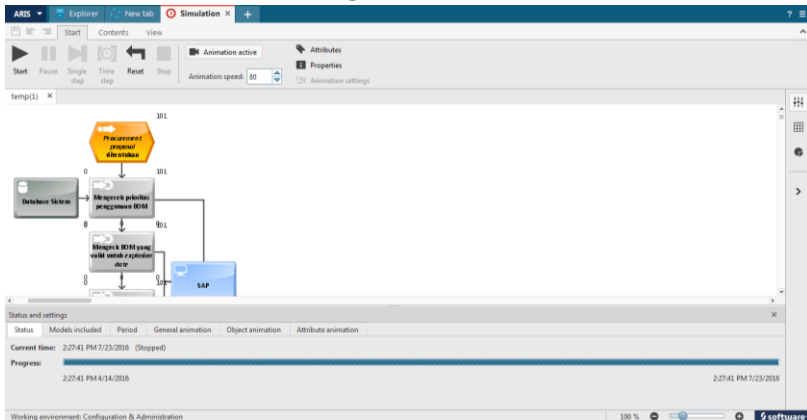 ARIS Explorer New tab Simulation × +
? ≡
Start Contents View
Start Pause Single step Time step Reset Stop
Animation active
Animation speed: 80
Attributes
Properties
Animation settings
temp(1) ×
101
Procurement
proposal
ditentukan
0 101
Database Sistem
Mengecek prioritas
penggunaan BOM
Mengecek BOM yang
valid untuk explosion
date
SAP
Status and settings ×
Status Models included Period General animation Object animation Attribute animation
Current time: 2:27:41 PM 7/23/2016 (Stopped)
Progress:
2:27:41 PM 4/14/2016 2:27:41 PM 7/23/2016
Working environment: Configuration & Administration 100 % software